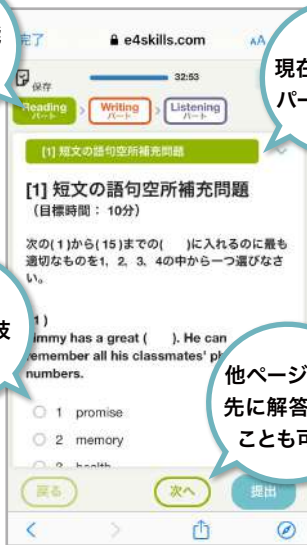 完了
e4skills.com
AA
保存
32:53
Reading
パート
Writing
パート
Listening
パート
現在
パー
[1] 短文の語句空所補充問題
[1] 短文の語句空所補充問題
（目標時間： 10分）
次の( 1 )から( 15 )までの(　　)に入れるのに最も
適切なものを1，2，3，4の中から一つ選びなさ
い。
1 )
immy has a great (　　). He can
emember all his classmates' ph
numbers.
技
1 promise
2 memory
他ページ
先に解答
ことも可
戻る
次へ
提出